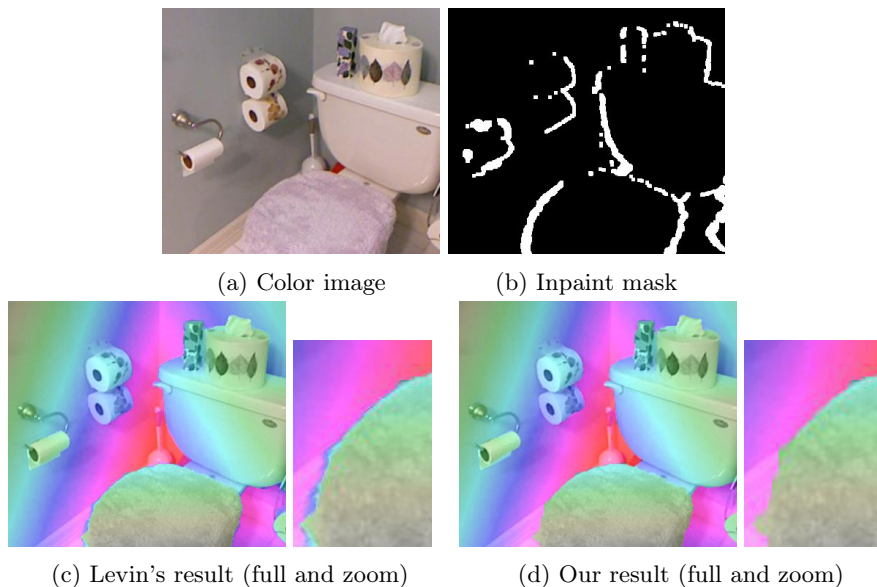 (a) Color image
(b) Inpaint mask
(c) Levin's result (full and zoom)
(d) Our result (full and zoom)